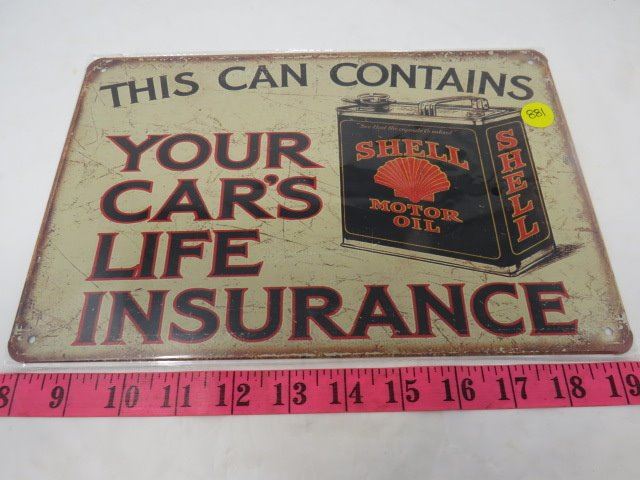 THIS CAN CONTAINS
YOUR
CAR'S
LIFE
INSURANCE
SHELL
MOTOR
OIL
SHELL
881
8 9 10 11 12 13 14 15 16 17 18 19